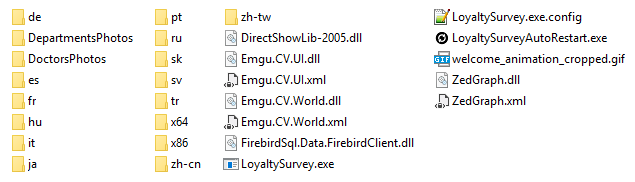 de
DepartmentsPhotos
DoctorsPhotos
es
fr
hu
it
ja
pt
ru
sk
sv
tr
x64
x86
zh-cn
zh-tw
DirectShowLib-2005.dll
Emgu.CV.UI.dll
Emgu.CV.UI.xml
Emgu.CV.World.dll
Emgu.CV.World.xml
FirebirdSql.Data.FirebirdClient.dll
LoyaltySurvey.exe
LoyaltySurvey.exe.config
LoyaltySurveyAutoRestart.exe
GIF
welcome_animation_cropped.gif
ZedGraph.dll
ZedGraph.xml